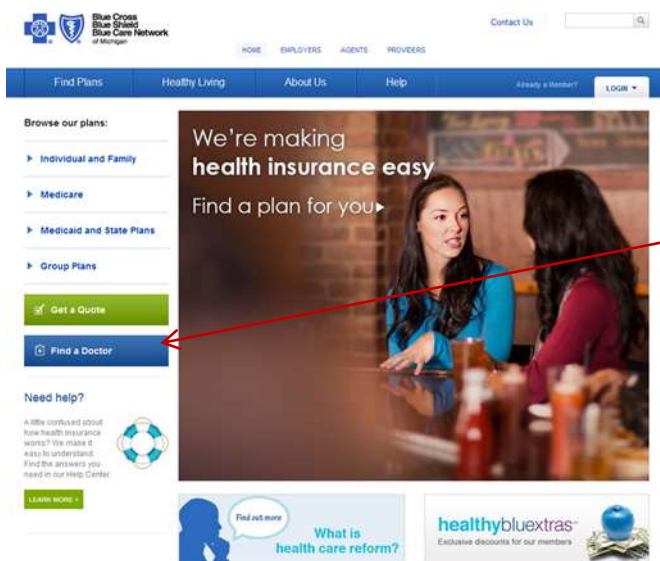 Blue Cross
Blue Shield
Blue Care Network
of Michigan
Contact Us
HOME EMPLOYERS AGENTS PROVIDERS
Find Plans Healthy Living About Us Help Already a Member? LOGIN
Browse our plans:
Individual and Family
Medicare
Medicaid and State Plans
Group Plans
Get a Quote
Find a Doctor
We're making
health insurance easy
Find a plan for you
Need help?
A little confused about
how health insurance
works? We make it
easy to understand.
Find the answers you
need in our Help Center
LEARN MORE >
Find out more
What is
health care reform?
healthybluextras
Exclusive discounts for our members